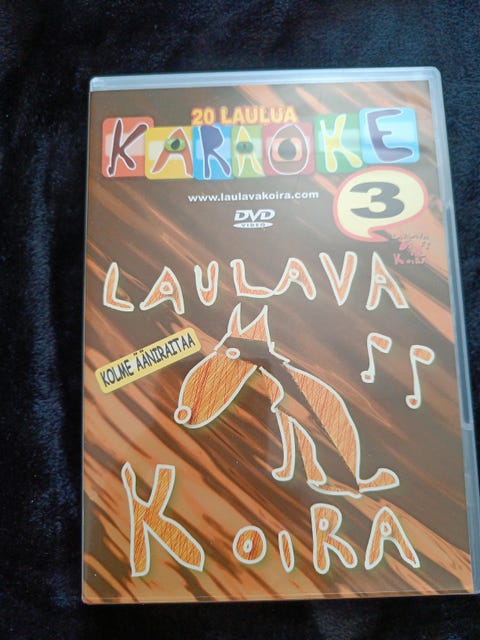 20 LAULUA
KARAOKE
www.laulavakoira.com
3
DVD
VIDEO
LAULAVA
KOLME ÄÄNIRAITAA
KOIRA